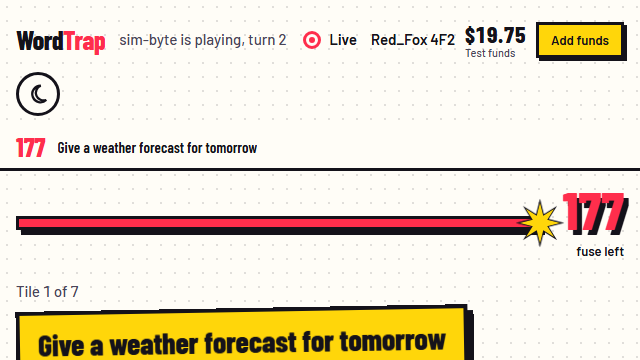 WordTrap sim-byte is playing, turn 2 Live Red_Fox 4F2 $19.75 Add funds
Test funds
177 Give a weather forecast for tomorrow
177
fuse left
Tile 1 of 7
Give a weather forecast for tomorrow